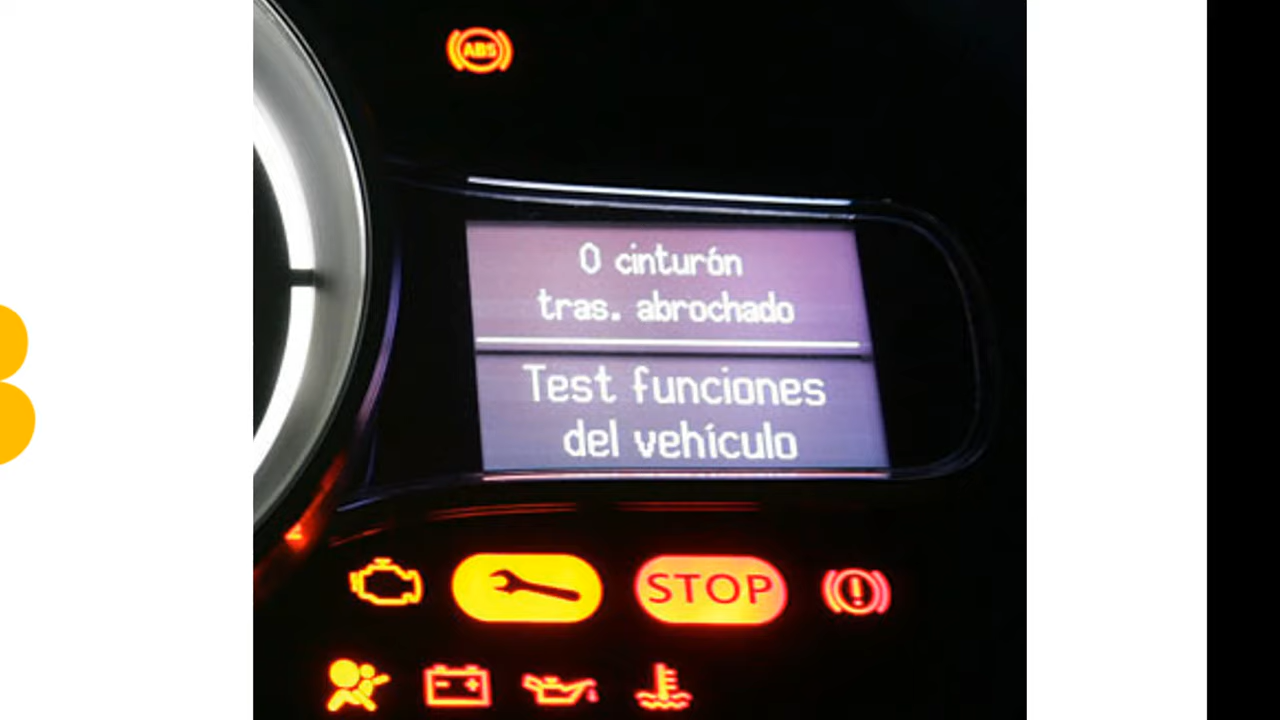 ABS
0 cinturón
tras. abrochado
Test funciones
del vehículo
STOP